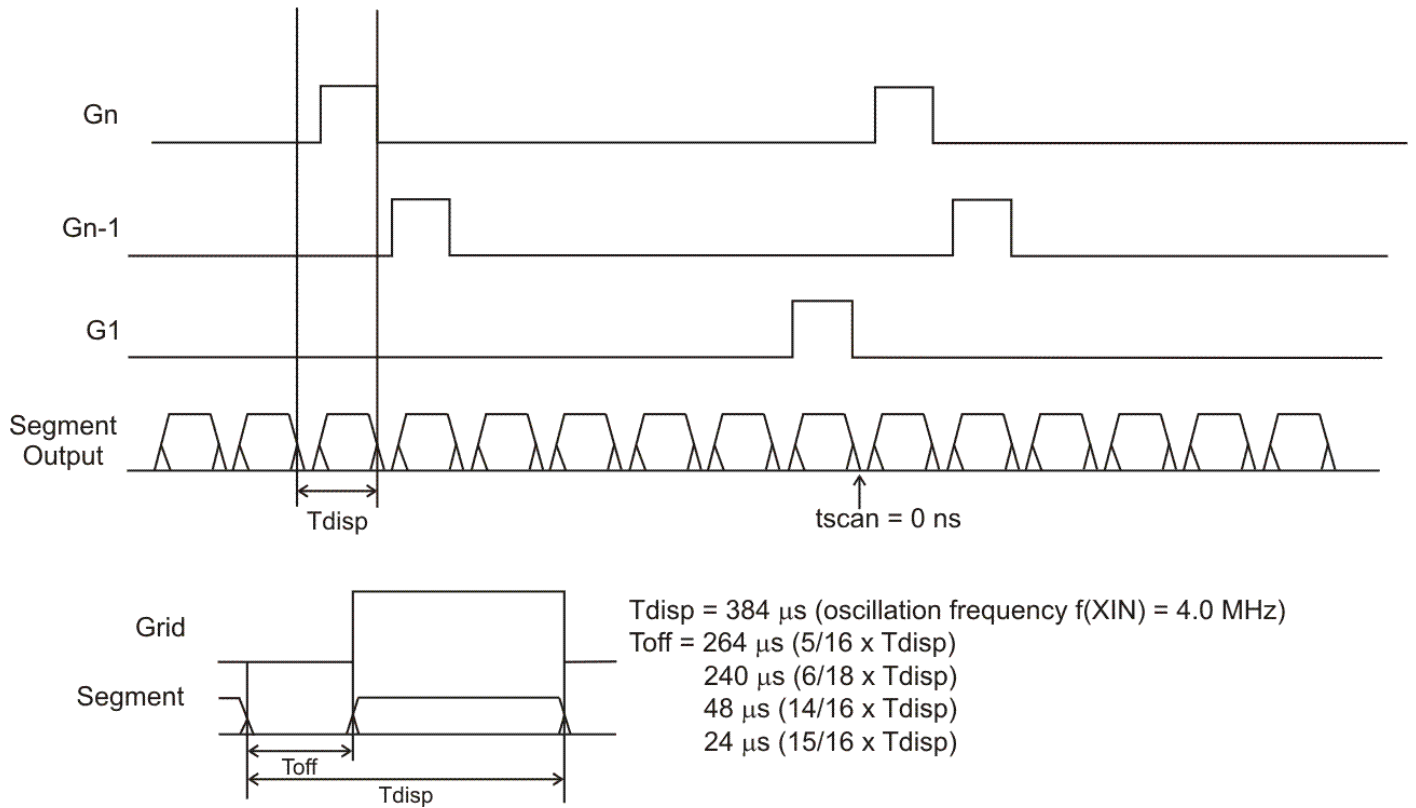 Gn
Gn-1
G1
Segment
Output
Tdisp
tscan = 0 ns
Grid
Segment
Toff
Tdisp
Tdisp = 384 μs (oscillation frequency f(XIN) = 4.0 MHz)
Toff = 264 μs (5/16 x Tdisp)
240 μs (6/18 x Tdisp)
48 μs (14/16 x Tdisp)
24 μs (15/16 x Tdisp)